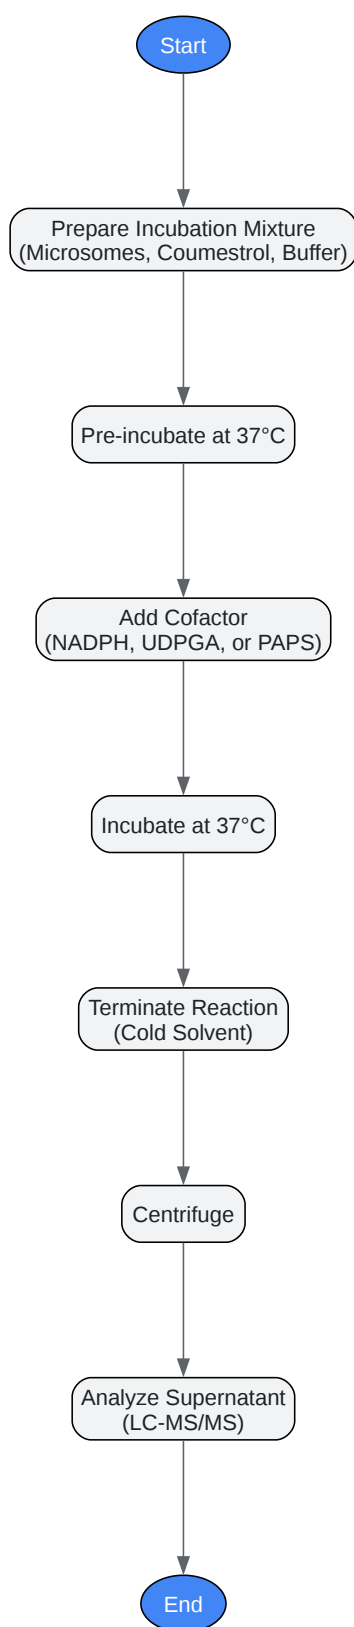 Start
Prepare Incubation Mixture
(Microsomes, Coumestrol, Buffer)
Pre-incubate at 37°C
Add Cofactor
(NADPH, UDPGA, or PAPS)
Incubate at 37°C
Terminate Reaction
(Cold Solvent)
Centrifuge
Analyze Supernatant
(LC-MS/MS)
End